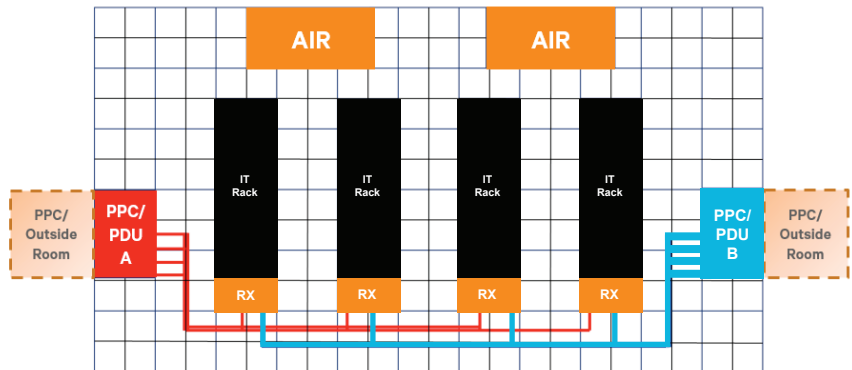 AIR
AIR
IT
Rack
IT
Rack
IT
Rack
IT
Rack
PPC/
Outside
Room
PPC/
PDU
A
PPC/
PDU
B
PPC/
Outside
Room
RX
RX
RX
RX